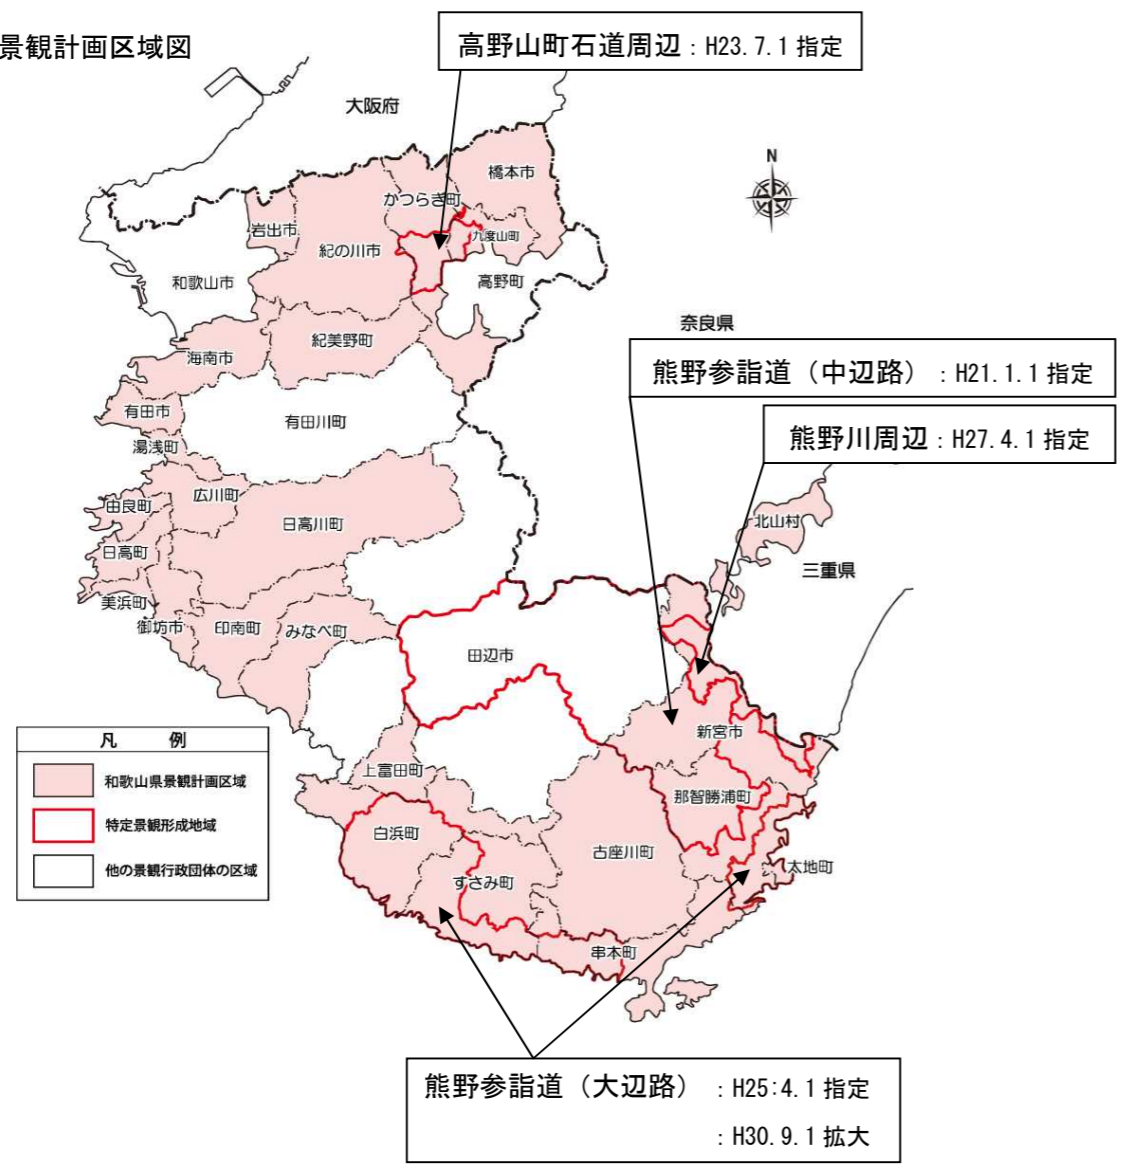 景観計画区域図
高野山町石道周辺：H23.7.1 指定
大阪府
N
橋本市
かつらぎ町
岩出市
九度山町
紀の川市
和歌山市
高野町
奈良県
紀美野町
海南市
熊野参詣道（中辺路）：H21.1.1 指定
有田市
有田川町
熊野川周辺：H27.4.1 指定
湯浅町
広川町
由良町
日高川町
北山村
日高町
三重県
美浜町
御坊市
印南町
みなべ町
田辺市
新宮市
凡 例
和歌山県景観計画区域
特定景観形成地域
他の景観行政団体の区域
上富田町
那智勝浦町
白浜町
古座川町
太地町
すさみ町
串本町
熊野参詣道（大辺路）：H25:4.1 指定
：H30.9.1 拡大